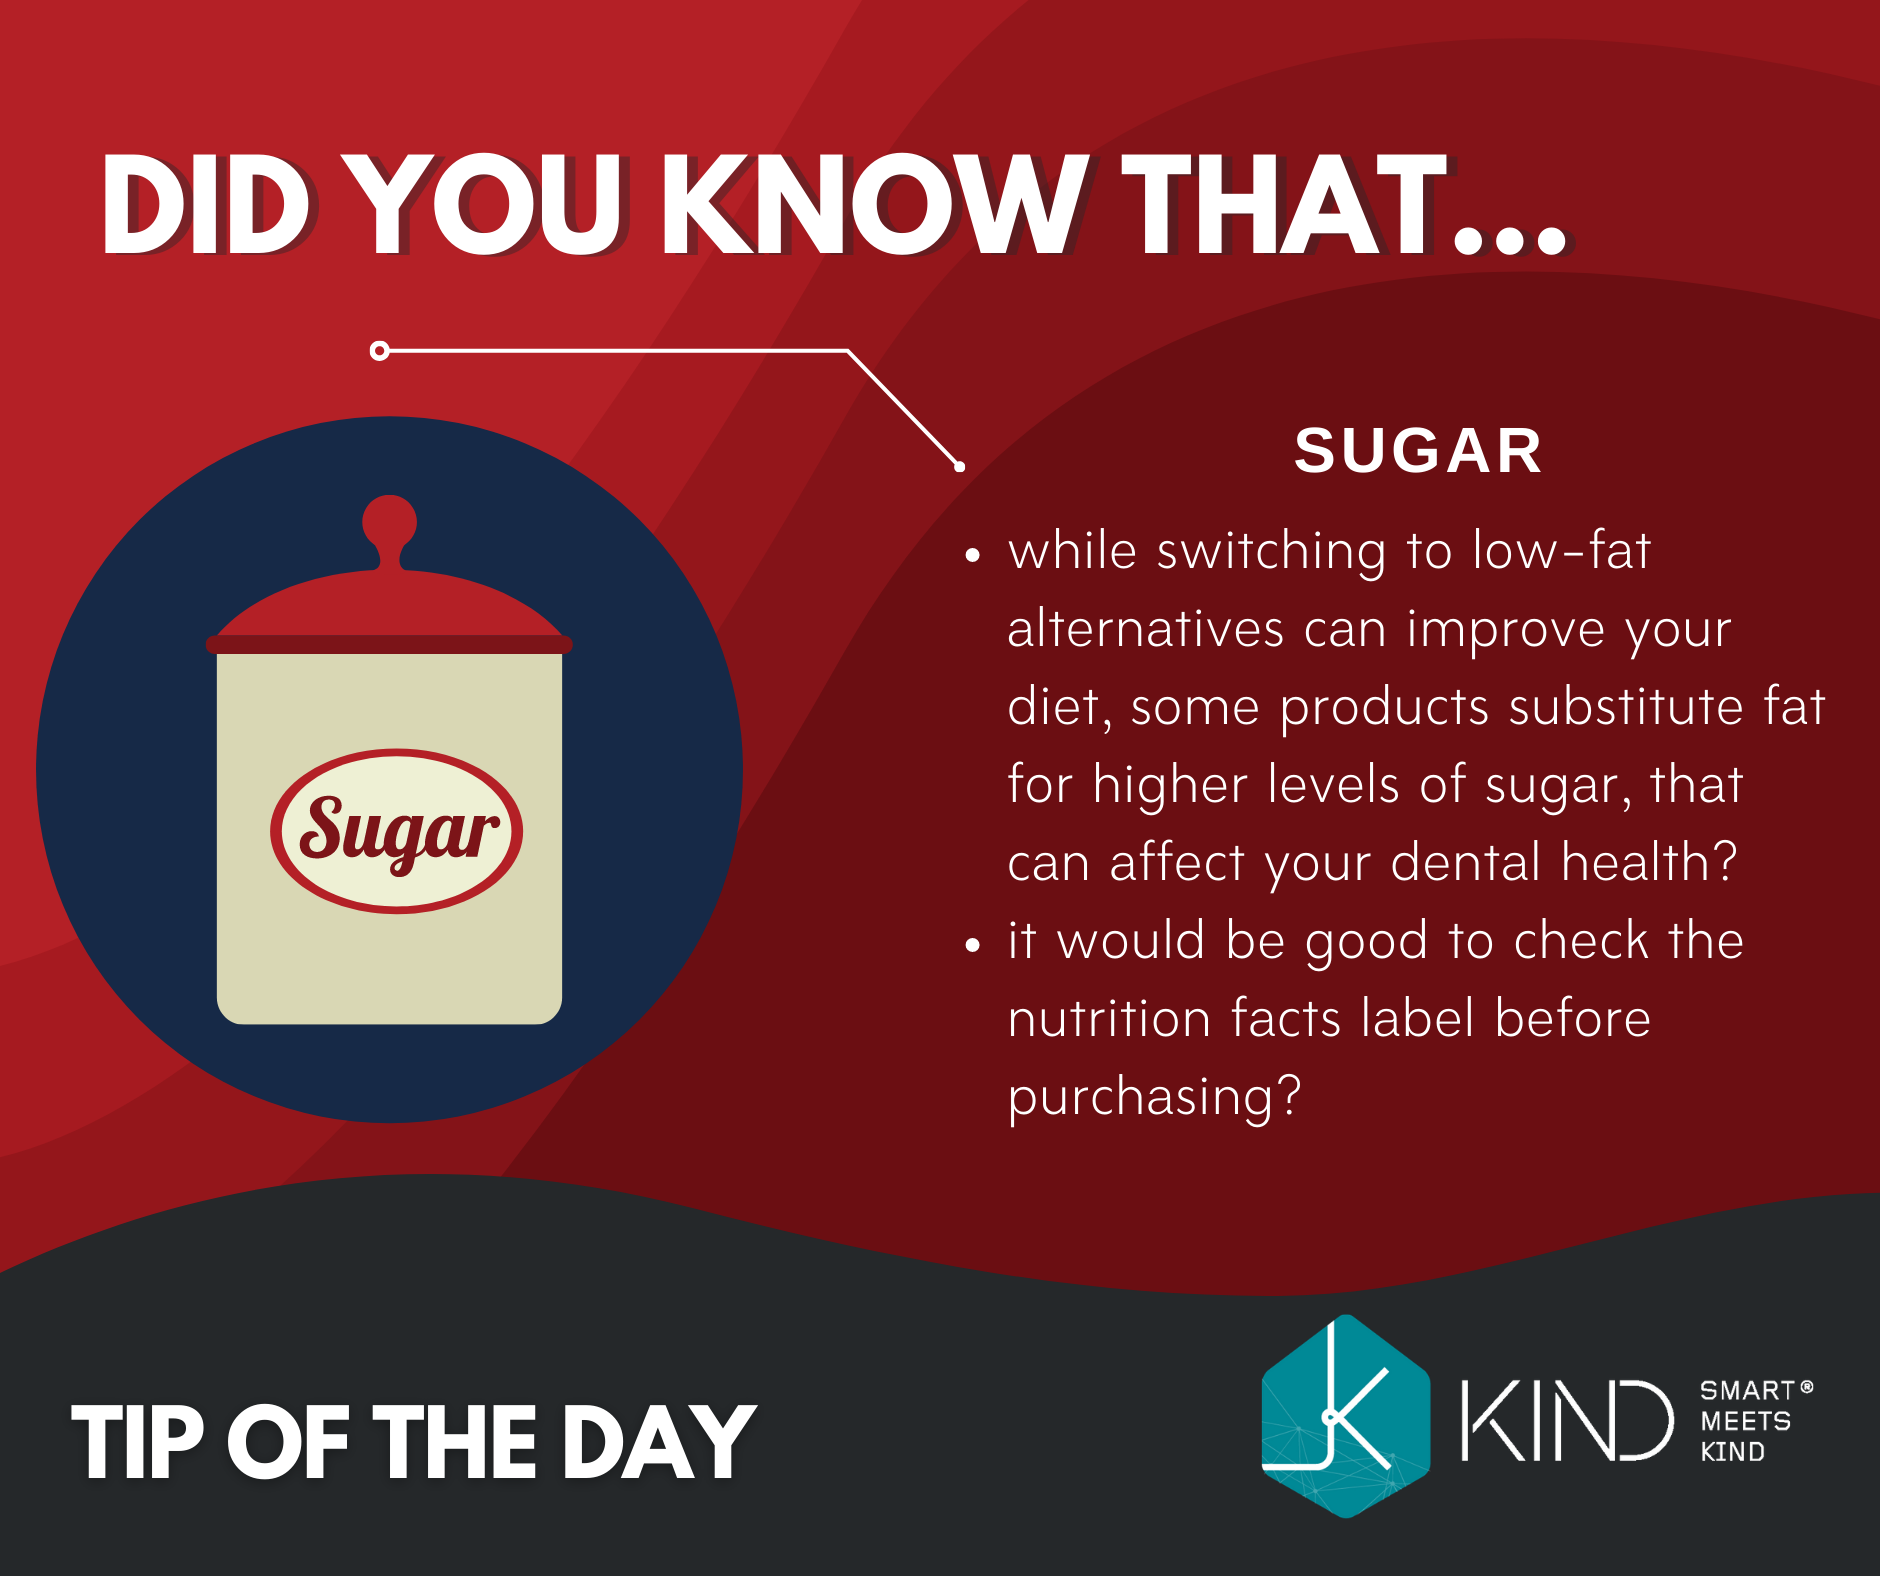 DID YOU KNOW THAT...
SUGAR
• while switching to low-fat
alternatives can improve your
diet, some products substitute fat
for higher levels of sugar, that
can affect your dental health?
• it would be good to check the
nutrition facts label before
purchasing?
Sugar
TIP OF THE DAY
KIND
SMART®
MEETS
KIND